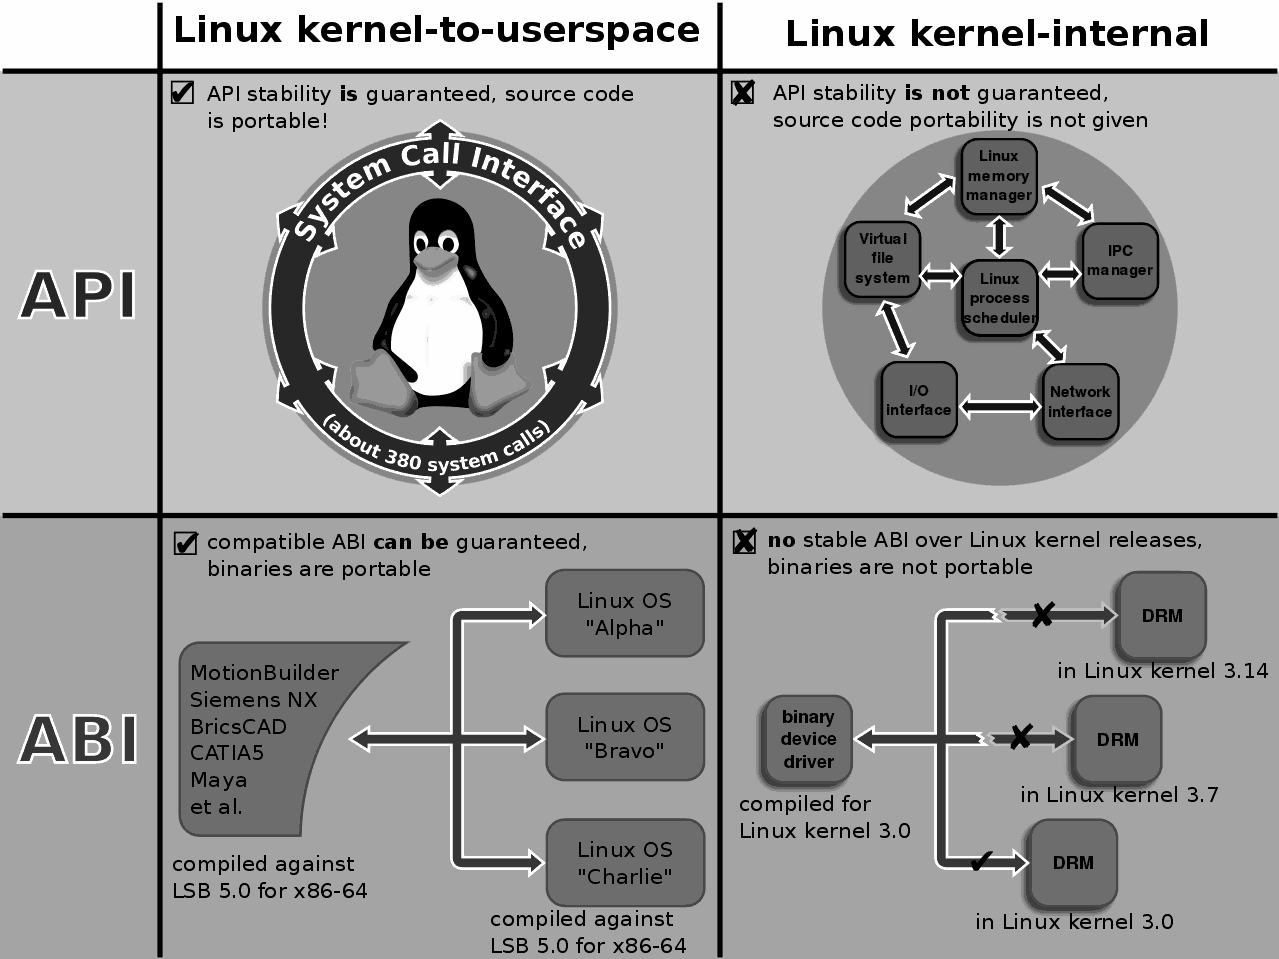 Linux kernel-to-userspace
Linux kernel-internal
API
API stability is guaranteed, source code
is portable!
System Call Interface
(about 380 system calls)
API stability is not guaranteed,
source code portability is not given
Linux
memory
manager
Virtual
file
system
IPC
manager
Linux
process
scheduler
I/O
interface
Network
interface
ABI
compatible ABI can be guaranteed,
binaries are portable
MotionBuilder
Siemens NX
BricsCAD
CATIA5
Maya
et al.
compiled against
LSB 5.0 for x86-64
Linux OS
"Alpha"
Linux OS
"Bravo"
Linux OS
"Charlie"
compiled against
LSB 5.0 for x86-64
no stable ABI over Linux kernel releases,
binaries are not portable
binary
device
driver
compiled for
Linux kernel 3.0
DRM
in Linux kernel 3.14
DRM
in Linux kernel 3.7
DRM
in Linux kernel 3.0